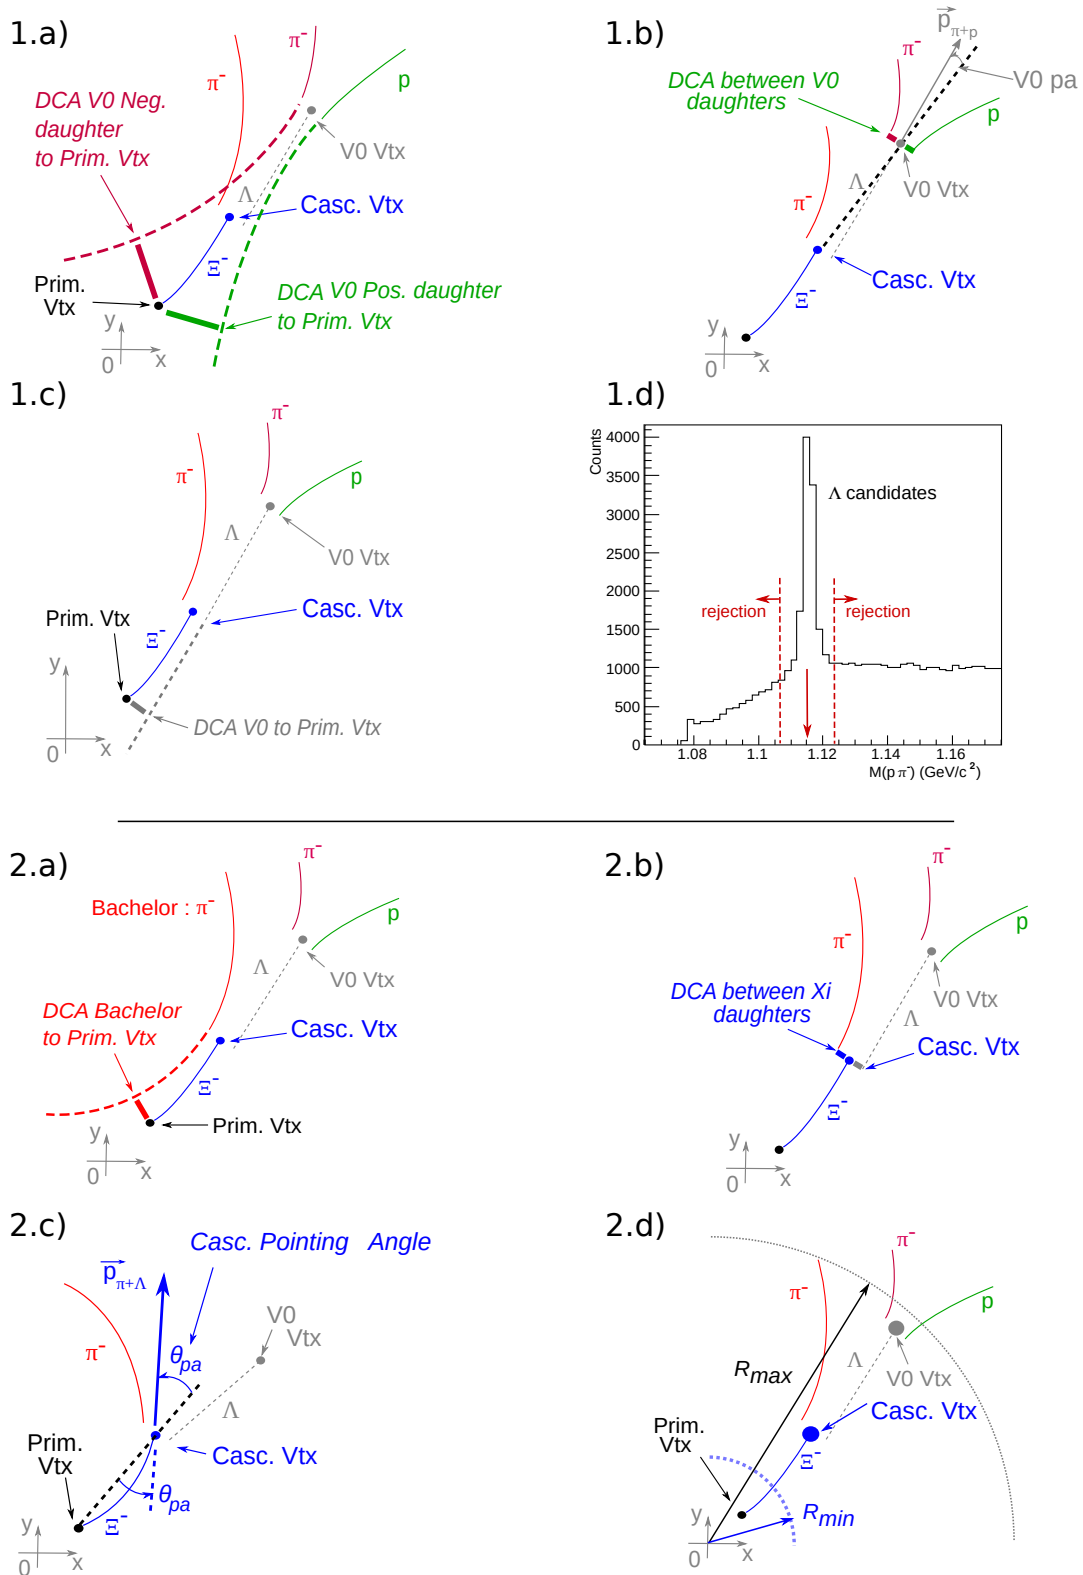 1.a)
π⁻
π⁻
p
DCA V0 Neg.
daughter
to Prim. Vtx
V0 Vtx
Λ
Casc. Vtx
Ξ⁻
Prim.
Vtx
DCA V0 Pos. daughter
to Prim. Vtx
y
0
x
1.b)
p π+p
π⁻
V0 pa
DCA between V0
daughters
p
π⁻
Λ
V0 Vtx
Casc. Vtx
Ξ⁻
y
0
x
1.c)
π⁻
π⁻
p
Λ
V0 Vtx
Prim. Vtx
Casc. Vtx
Ξ⁻
y
DCA V0 to Prim. Vtx
0
x
1.d)
Counts
4000
3500
3000
2500
2000
1500
1000
500
0
Λ candidates
rejection
rejection
1.08
1.1
1.12
1.14
1.16
M(p π⁻) (GeV/c²)
2.a)
π⁻
Bachelor : π⁻
p
Λ
V0 Vtx
DCA Bachelor
to Prim. Vtx
Casc. Vtx
Ξ⁻
Prim. Vtx
y
0
x
2.b)
π⁻
p
π⁻
DCA between Xi
daughters
V0 Vtx
Λ
Casc. Vtx
Ξ⁻
y
0
x
2.c)
Casc. Pointing Angle
p π+Λ
V0
Vtx
π⁻
θpa
Λ
Prim.
Vtx
Casc. Vtx
θpa
Ξ⁻
y
0
x
2.d)
π⁻
π⁻
p
Rmax
Λ
V0 Vtx
Prim.
Vtx
Casc. Vtx
Ξ⁻
y
Rmin
0
x